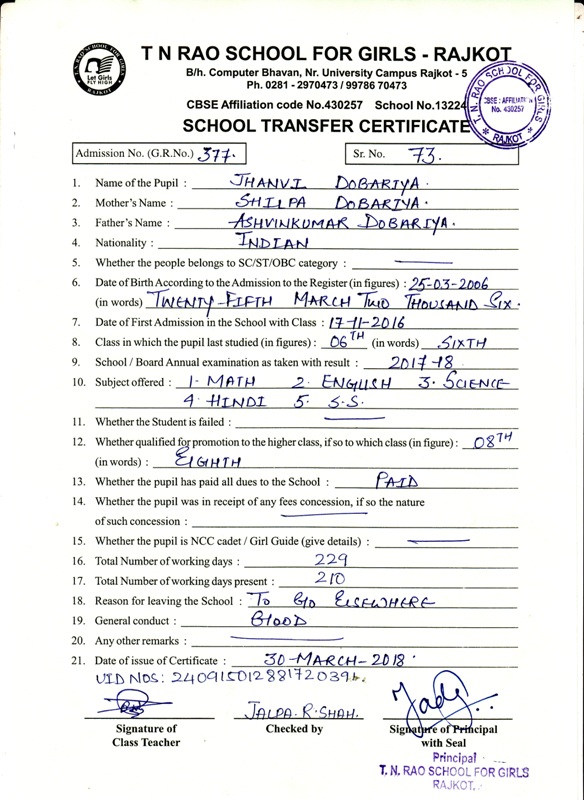 T N RAO SCHOOL FOR GIRLS
Let Girls
FLY HIGH
RAJKOT
T N RAO SCHOOL FOR GIRLS - RAJKOT
B/h. Computer Bhavan, Nr. University Campus Rajkot - 5
Ph. 0281 - 2970473 / 99786 70473
CBSE Affiliation code No.430257 School No.13224
T. N. RAO SCHOOL FOR GIRLS
CBSE : AFFILIATION
No. 430257
RAJKOT
SCHOOL TRANSFER CERTIFICATE
Admission No. (G.R.No.) 377. Sr. No. 73.
1. Name of the Pupil : JHANVI DOBARIYA.
2. Mother's Name : SHILPA DOBARIYA.
3. Father's Name : ASHVINKUMAR DOBARIYA.
4. Nationality : INDIAN
5. Whether the people belongs to SC/ST/OBC category :
6. Date of Birth According to the Admission to the Register (in figures) : 25-03-2006
(in words) TWENTY-FIFTH MARCH TWO THOUSAND SIX.
7. Date of First Admission in the School with Class : 17-11-2016
8. Class in which the pupil last studied (in figures) : 06TH (in words) SIXTH
9. School / Board Annual examination as taken with result : 2017-18
10. Subject offered : 1. MATH 2. ENGLISH 3. SCIENCE
4. HINDI 5. S.S.
11. Whether the Student is failed :
12. Whether qualified for promotion to the higher class, if so to which class (in figure) : 08TH
(in words) : EIGHTH
13. Whether the pupil has paid all dues to the School : PAID
14. Whether the pupil was in receipt of any fees concession, if so the nature
of such concession :
15. Whether the pupil is NCC cadet / Girl Guide (give details) :
16. Total Number of working days : 229
17. Total Number of working days present : 210
18. Reason for leaving the School : TO GO ELSEWHERE
19. General conduct : GOOD
20. Any other remarks :
21. Date of issue of Certificate : 30-MARCH-2018.
UID NOS: 240915012881720396.
JALPA.R.SHAH.
Signature of Checked by Signature of Principal
Class Teacher with Seal
Principal
T. N. RAO SCHOOL FOR GIRLS
RAJKOT.